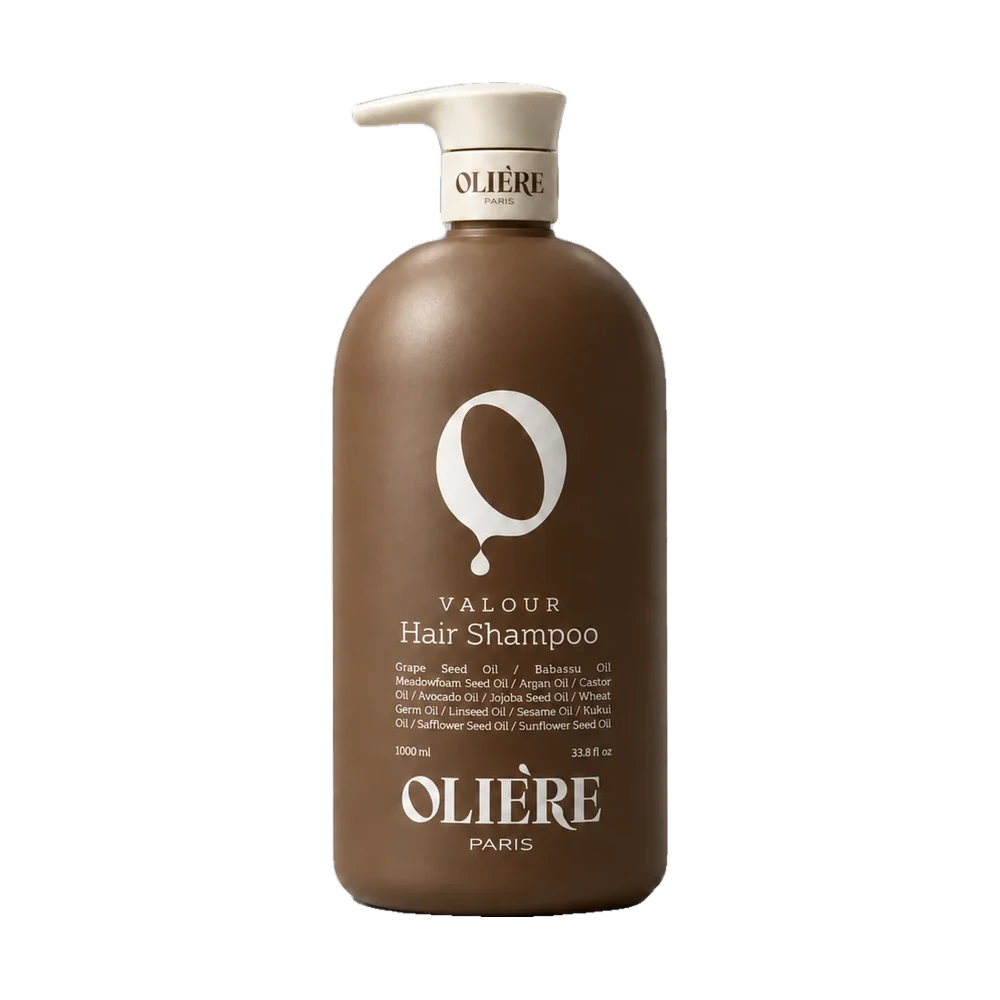 OLIÈRE
PARIS
VALOUR
Hair Shampoo
Grape Seed Oil / Babassu Oil
Meadowfoam Seed Oil / Argan Oil / Castor
Oil / Avocado Oil / Jojoba Seed Oil / Wheat
Germ Oil / Linseed Oil / Sesame Oil / Kukui
Oil / Safflower Seed Oil / Sunflower Seed Oil
1000 ml 33.8 fl oz
OLIÈRE
PARIS